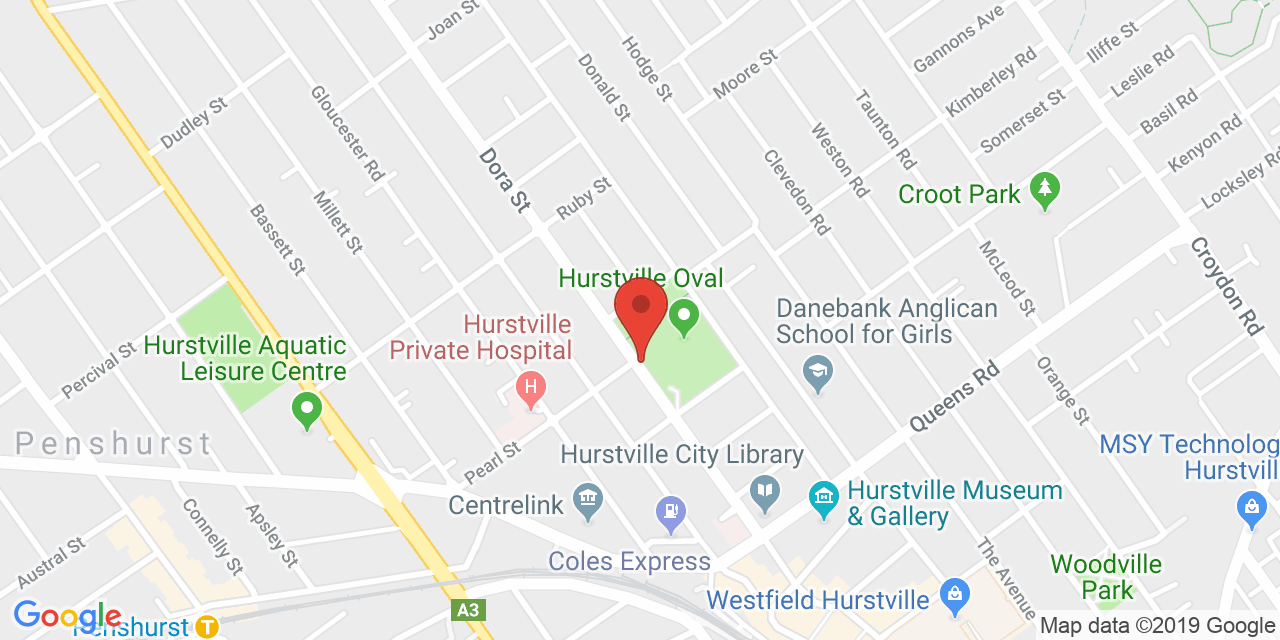 Joan St
Hodge St
Donald St
Moore St
Gannons Ave
Iliffe St
Kimberley Rd
Leslie Rd
Basil Rd
Somerset St
Kenyon Rd
Locksley Rd
Taunton Rd
Weston Rd
Clevedon Rd
Dudley St
Gloucester Rd
Dora St
Ruby St
Millett St
Bassett St
Croot Park
McLeod St
Croydon Rd
Hurstville Oval
Danebank Anglican
School for Girls
Hurstville
Private Hospital
H
Hurstville Aquatic
Leisure Centre
Percival St
Queens Rd
Orange St
Penshurst
Pearl St
Hurstville City Library
MSY Technolog
Hurstvill
Centrelink
Hurstville Museum
& Gallery
Connelly St
Apsley St
Austral St
Coles Express
The Avenue
Woodville
Park
Westfield Hurstville
A3
Google
Penshurst
T
Map data ©2019 Google